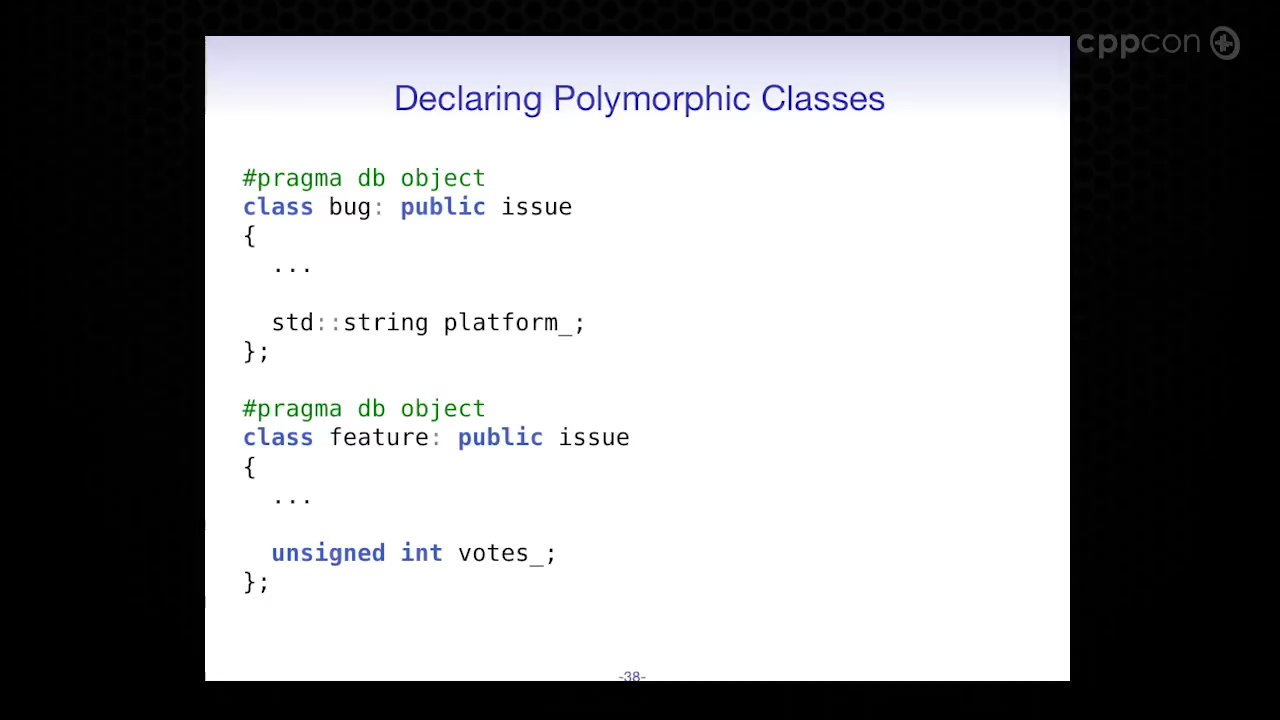 cppcon
Declaring Polymorphic Classes
#pragma db object
class bug: public issue
{
...
std::string platform_;
};
#pragma db object
class feature: public issue
{
...
unsigned int votes_;
};
-38-